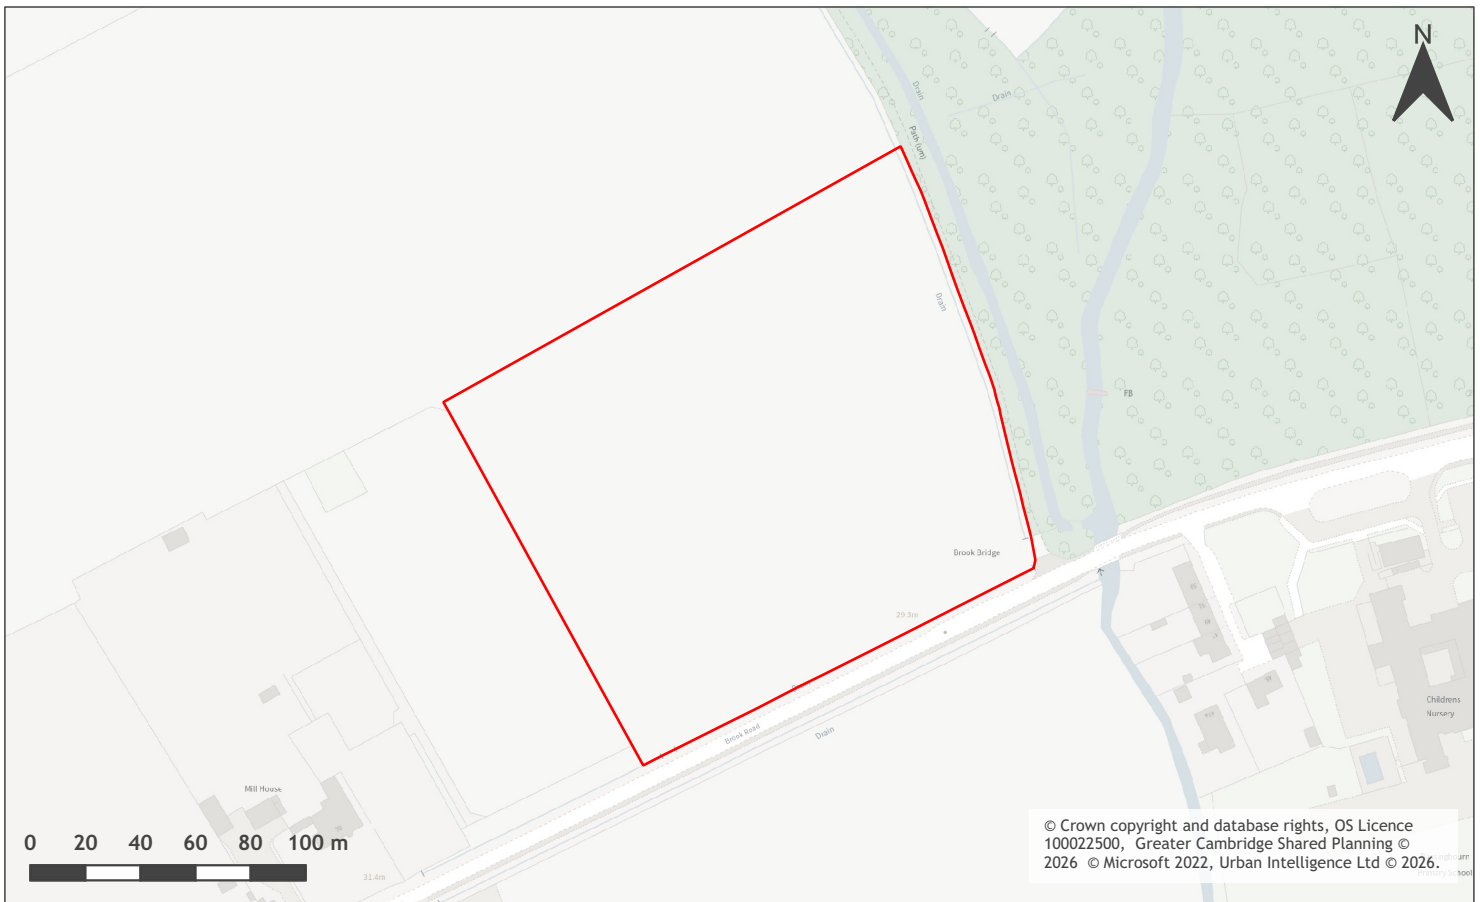 N
Drain
Drain
Path (um)
Drain
FB
Brook Bridge
29.3m
Brook Road
Drain
Childrens
Nursery
Mill House
0 20 40 60 80 100 m
31.4m
© Crown copyright and database rights, OS Licence
100022500, Greater Cambridge Shared Planning ©
2026 © Microsoft 2022, Urban Intelligence Ltd © 2026.
Primary School